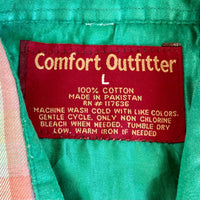 Comfort Outfitter
L
100% COTTON
MADE IN PAKISTAN
RN # 117636
MACHINE WASH COLD WITH LIKE COLORS.
GENTLE CYCLE. ONLY NON CHLORINE
BLEACH WHEN NEEDED. TUMBLE DRY
LOW. WARM IRON IF NEEDED